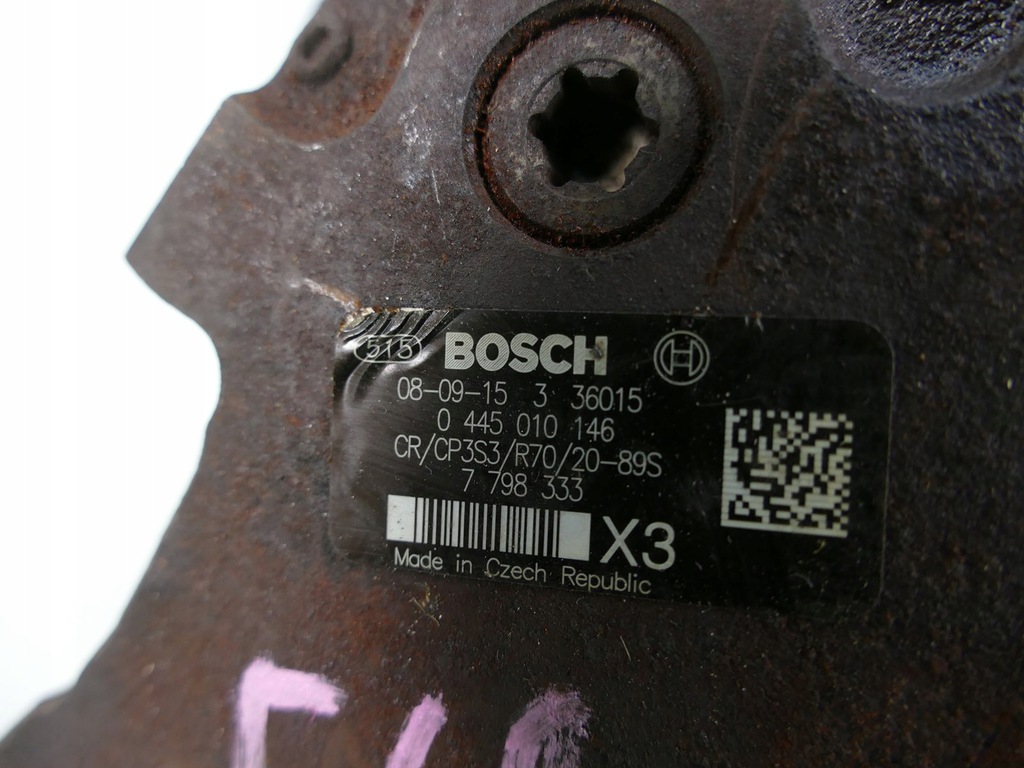 515 BOSCH
08-09-15 3 36015
0 445 010 146
CR/CP3S3/R70/20-89S
7 798 333
X3
Made in Czech Republic